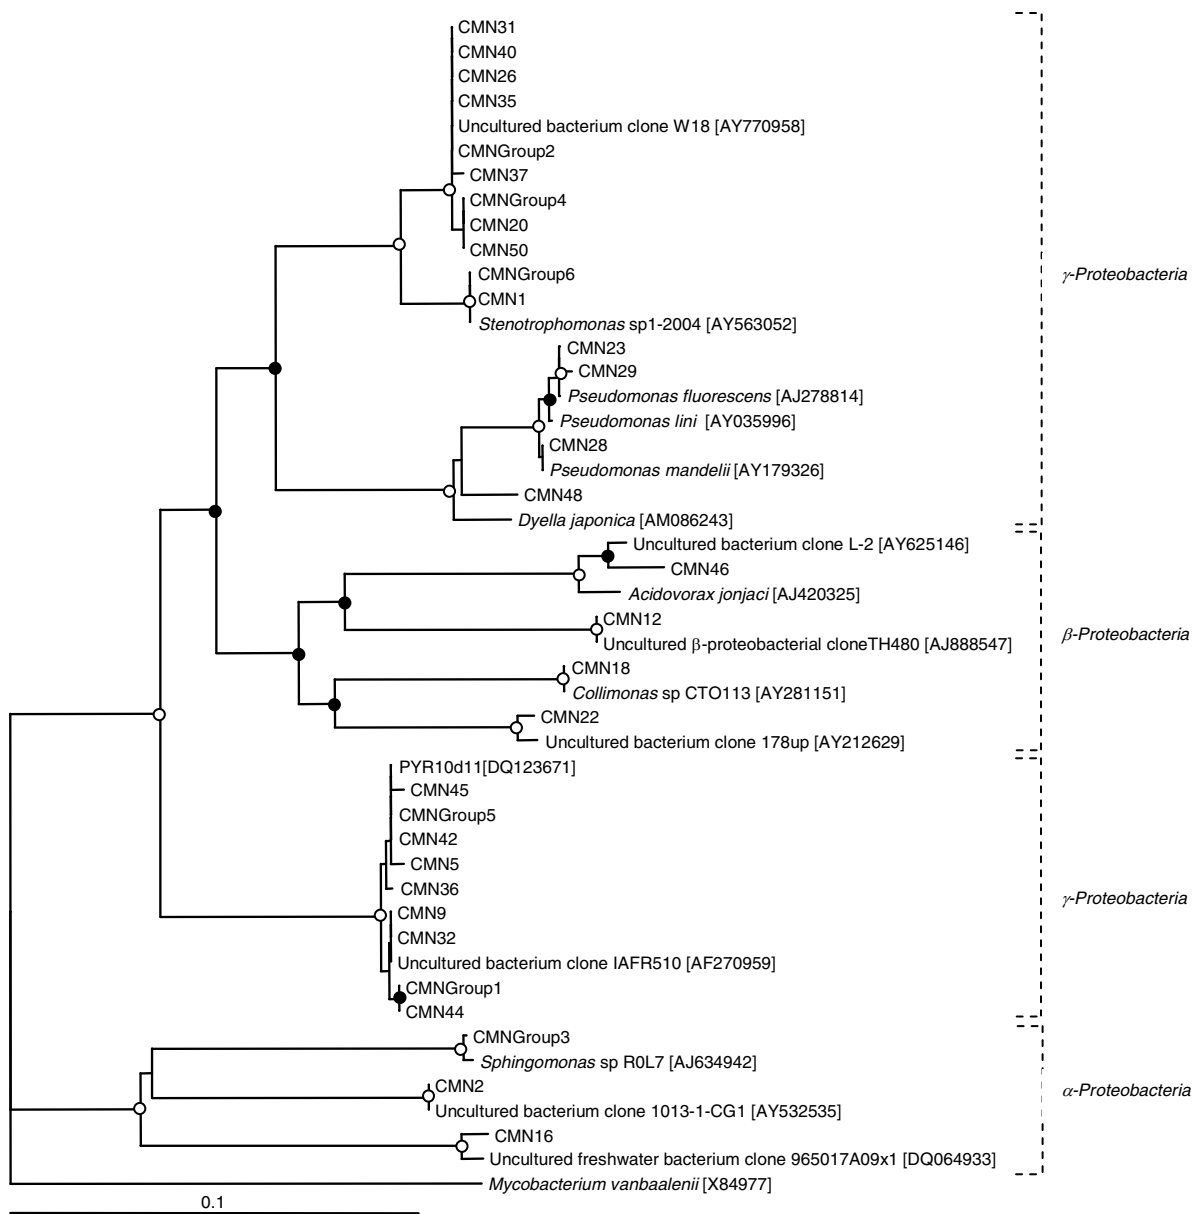 CMN31
CMN40
CMN26
CMN35
Uncultured bacterium clone W18 [AY770958]
CMNGroup2
CMN37
CMNGroup4
CMN20
CMN50
CMNGroup6
γ-Proteobacteria
CMN1
Stenotrophomonas sp1-2004 [AY563052]
CMN23
CMN29
Pseudomonas fluorescens [AJ278814]
Pseudomonas lini [AY035996]
CMN28
Pseudomonas mandelii [AY179326]
CMN48
Dyella japonica [AM086243]
Uncultured bacterium clone L-2 [AY625146]
CMN46
Acidovorax jonjaci [AJ420325]
CMN12
β-Proteobacteria
Uncultured β-proteobacterial cloneTH480 [AJ888547]
CMN18
Collimonas sp CTO113 [AY281151]
CMN22
Uncultured bacterium clone 178up [AY212629]
PYR10d11[DQ123671]
CMN45
CMNGroup5
CMN42
CMN5
CMN36
γ-Proteobacteria
CMN9
CMN32
Uncultured bacterium clone IAFR510 [AF270959]
CMNGroup1
CMN44
CMNGroup3
Sphingomonas sp R0L7 [AJ634942]
CMN2
α-Proteobacteria
Uncultured bacterium clone 1013-1-CG1 [AY532535]
CMN16
Uncultured freshwater bacterium clone 965017A09x1 [DQ064933]
Mycobacterium vanbaalenii [X84977]
0.1